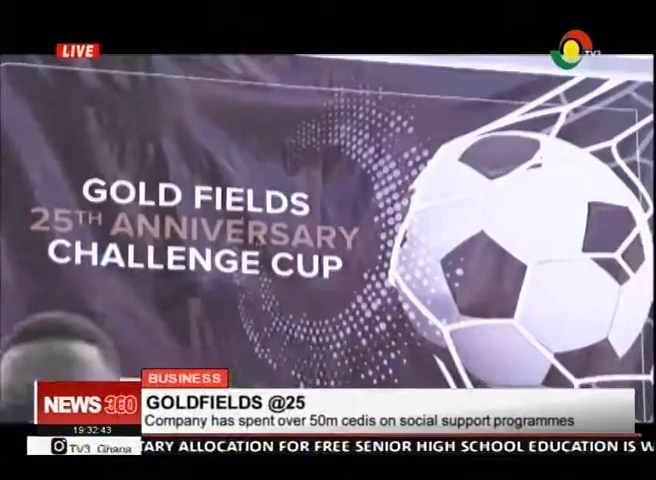 LIVE
TV3
GOLD FIELDS
25TH ANNIVERSARY
CHALLENGE CUP
BUSINESS
NEWS 360
GOLDFIELDS @25
Company has spent over 50m cedis on social support programmes
19:32:43
TV3_Ghana
TARY ALLOCATION FOR FREE SENIOR HIGH SCHOOL EDUCATION IS W